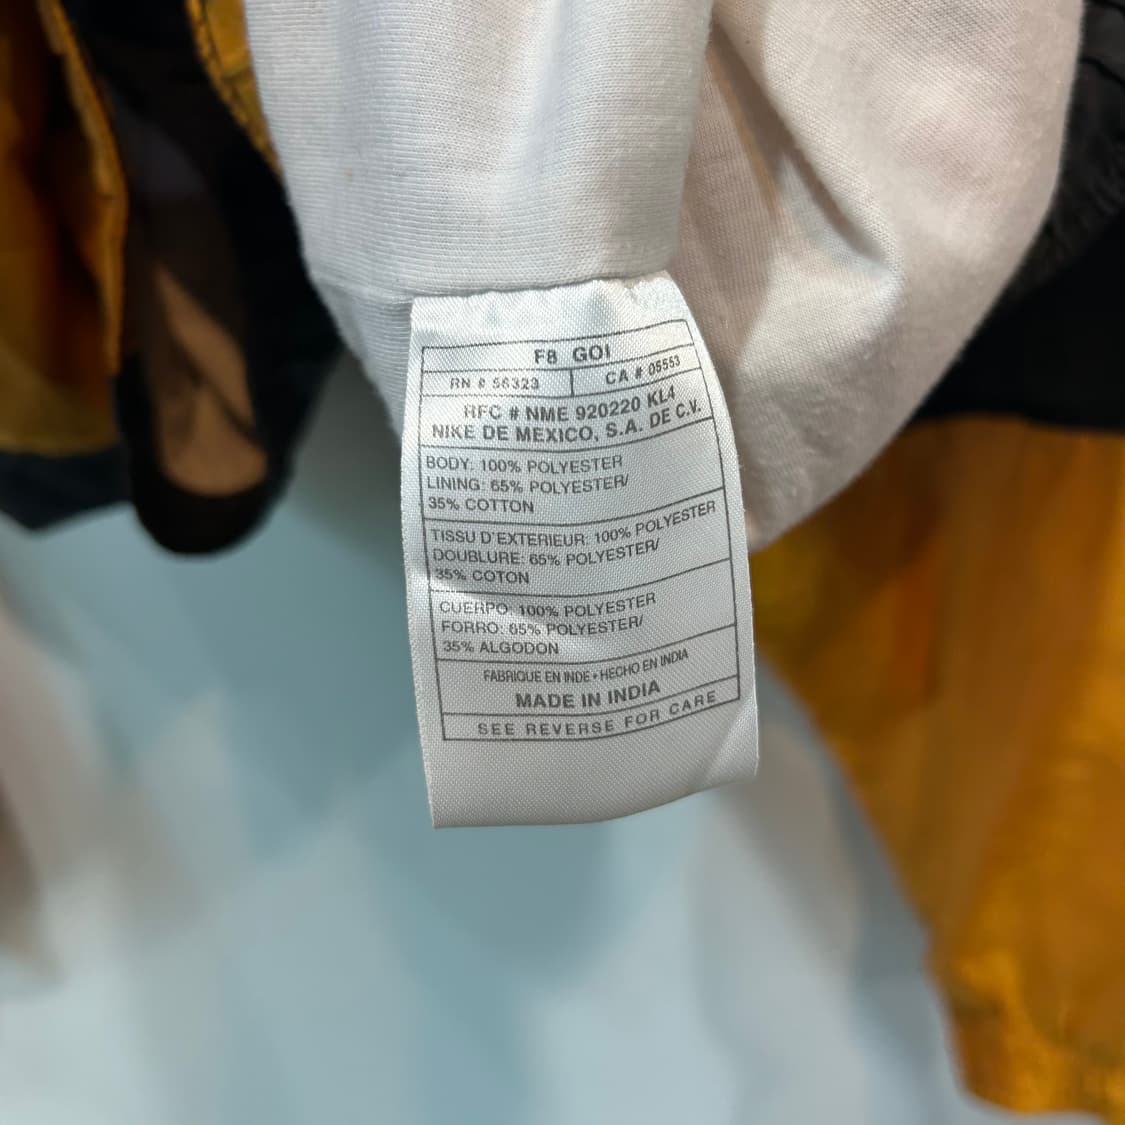 F8 GOI
RN # 56323 CA # 05553
RFC # NME 920220 KL4
NIKE DE MEXICO, S.A. DE C.V.
BODY: 100% POLYESTER
LINING: 65% POLYESTER/
35% COTTON
TISSU D'EXTERIEUR: 100% POLYESTER
DOUBLURE: 65% POLYESTER/
35% COTON
CUERPO: 100% POLYESTER
FORRO: 65% POLYESTER/
35% ALGODON
FABRIQUE EN INDE • HECHO EN INDIA
MADE IN INDIA
SEE REVERSE FOR CARE